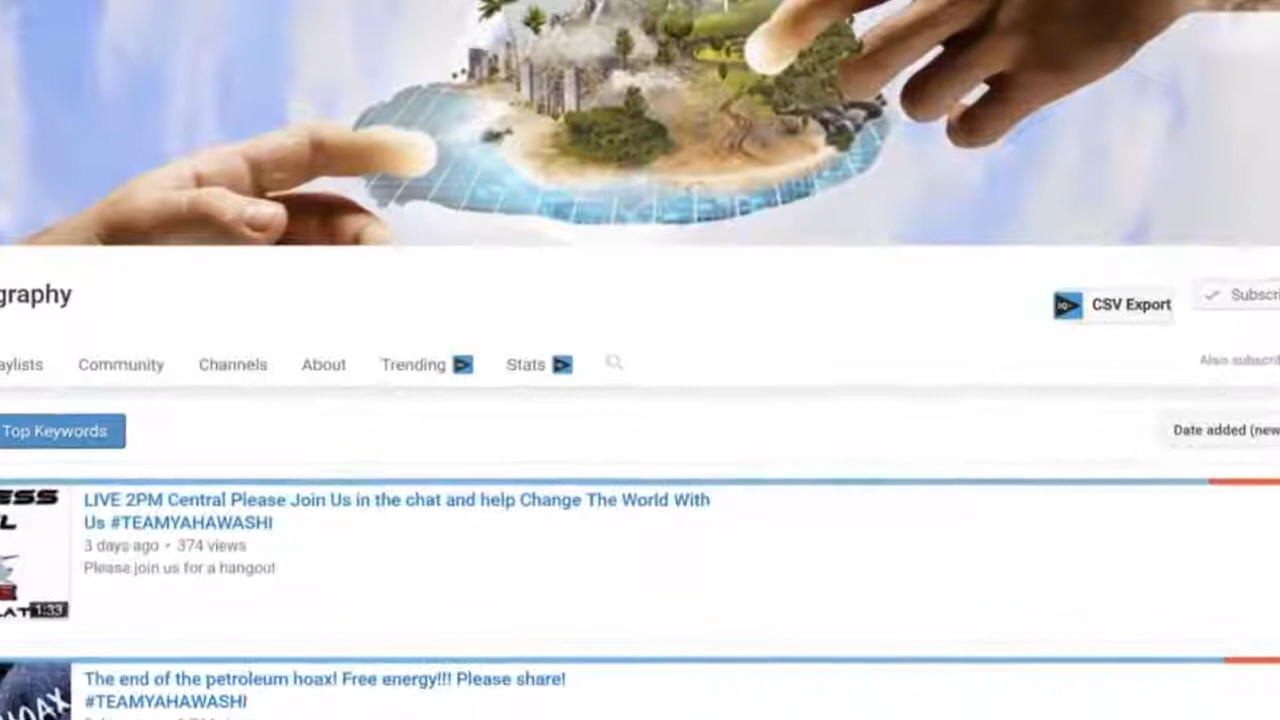 graphy
CSV Export
Subscri
aylists Community Channels About Trending Stats
Also subscri
Top Keywords
Date added (new
ESS
L
LAT
1:33
LIVE 2PM Central Please Join Us in the chat and help Change The World With
Us #TEAMYAHAWASHI
3 days ago • 374 views
Please join us for a hangout
HOAX
The end of the petroleum hoax! Free energy!!! Please share!
#TEAMYAHAWASHI